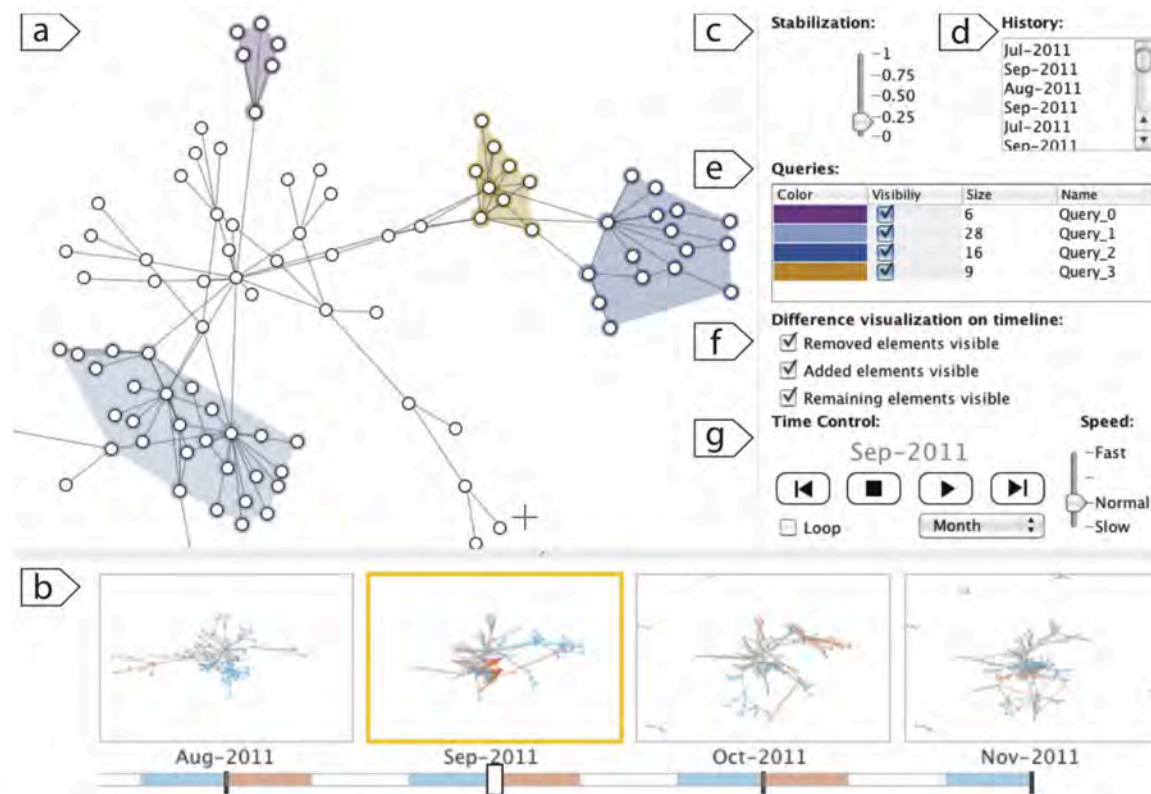 a
c
Stabilization:
1
0.75
0.50
0.25
0
d
History:
Jul-2011
Sep-2011
Aug-2011
Sep-2011
Jul-2011
Sep-2011
e
Queries:
Color Visibiliy Size Name
6 Query_0
28 Query_1
16 Query_2
9 Query_3
f
Difference visualization on timeline:
Removed elements visible
Added elements visible
Remaining elements visible
g
Time Control:
Sep-2011
Loop
Month
Speed:
Fast
Normal
Slow
b
Aug-2011 Sep-2011 Oct-2011 Nov-2011